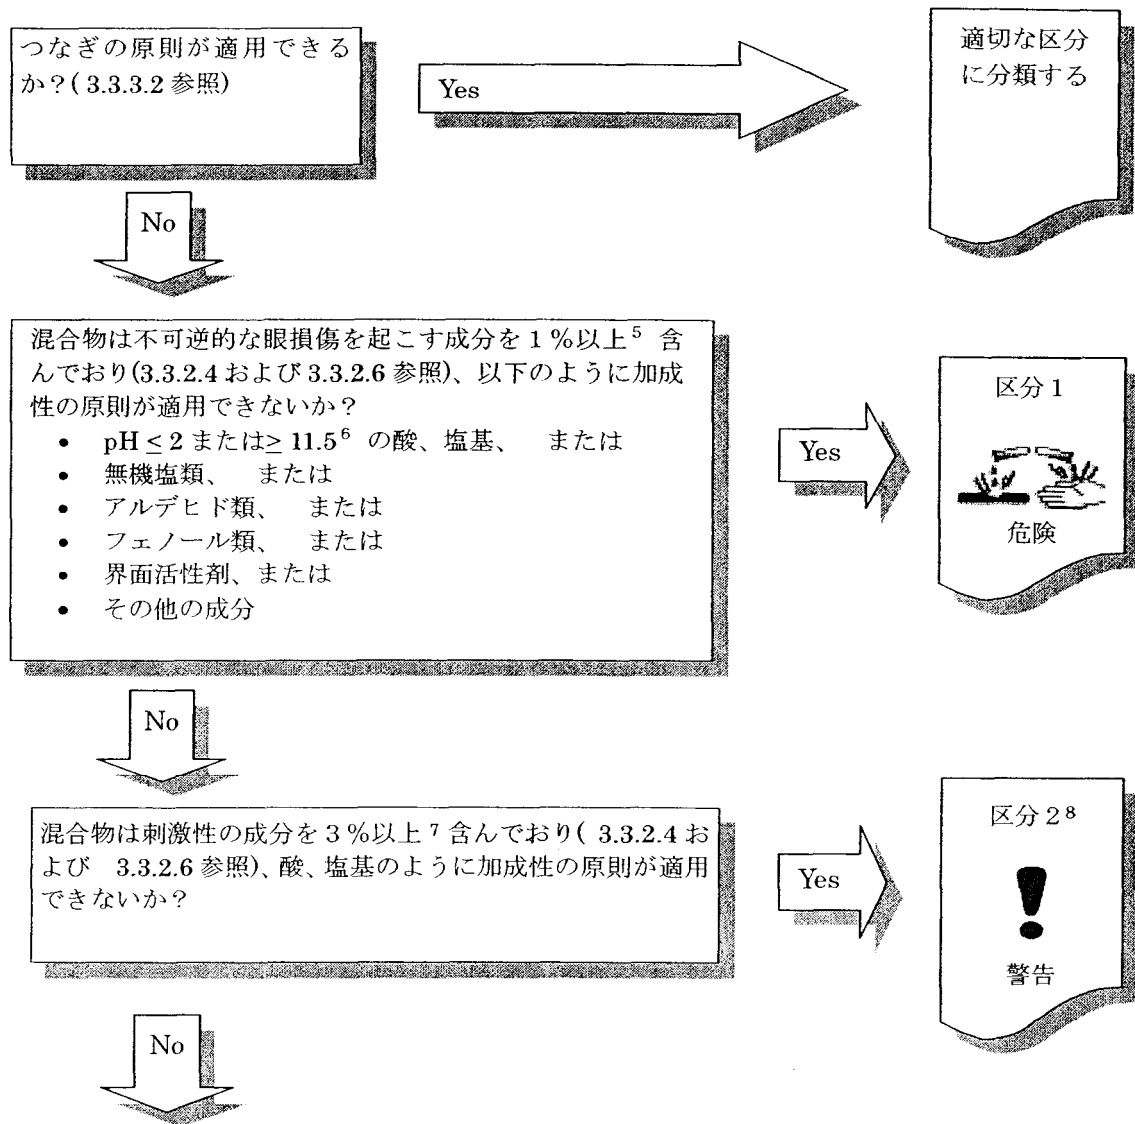 つなぎの原則が適用できる
か？( 3.3.3.2 参照)
Yes
適切な区分
に分類する
No
混合物は不可逆的な眼損傷を起こす成分を 1 %以上⁵ 含
んでおり(3.3.2.4 および 3.3.2.6 参照)、以下のように加成
性の原則が適用できないか？
• pH ≤ 2 または≥ 11.5⁶ の酸、塩基、 または
• 無機塩類、 または
• アルデヒド類、 または
• フェノール類、 または
• 界面活性剤、または
• その他の成分
Yes
区分 1
危険
No
混合物は刺激性の成分を 3 %以上⁷ 含んでおり( 3.3.2.4 お
よび 3.3.2.6 参照)、酸、塩基のように加成性の原則が適用
できないか？
Yes
区分 2⁸
警告
No